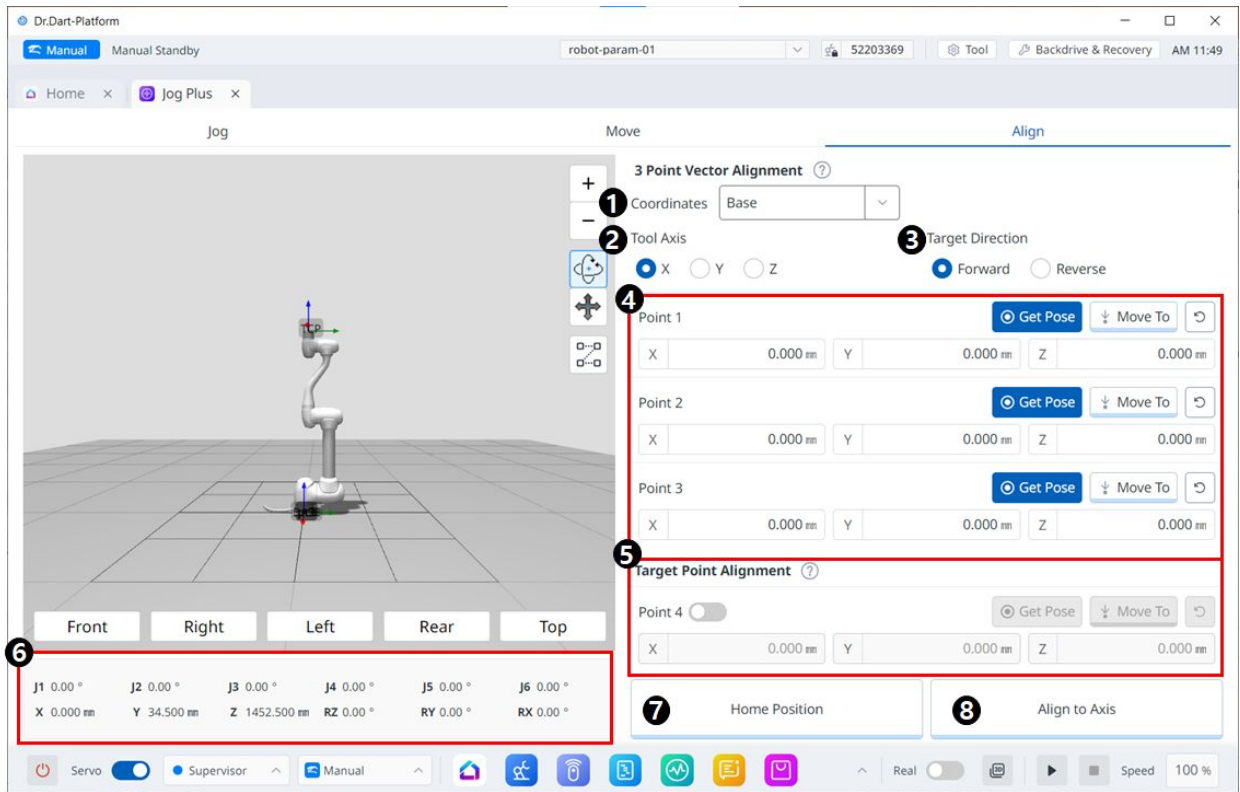 Dr.Dart-Platform
Manual Manual Standby robot-param-01 52203369 Tool Backdrive & Recovery AM 11:49
Home Jog Plus
Jog Move Align
3 Point Vector Alignment ?
1 Coordinates Base
2 Tool Axis 3 Target Direction
X Y Z Forward Reverse
4
Point 1 Get Pose Move To
X 0.000 mm Y 0.000 mm Z 0.000 mm
Point 2 Get Pose Move To
X 0.000 mm Y 0.000 mm Z 0.000 mm
Point 3 Get Pose Move To
X 0.000 mm Y 0.000 mm Z 0.000 mm
5
Target Point Alignment ?
Point 4 Get Pose Move To
X 0.000 mm Y 0.000 mm Z 0.000 mm
TCP
Front Right Left Rear Top
6
J1 0.00 ° J2 0.00 ° J3 0.00 ° J4 0.00 ° J5 0.00 ° J6 0.00 °
X 0.000 mm Y 34.500 mm Z 1452.500 mm RZ 0.00 ° RY 0.00 ° RX 0.00 °
7 Home Position 8 Align to Axis
Servo Supervisor Manual Real 3D Speed 100 %